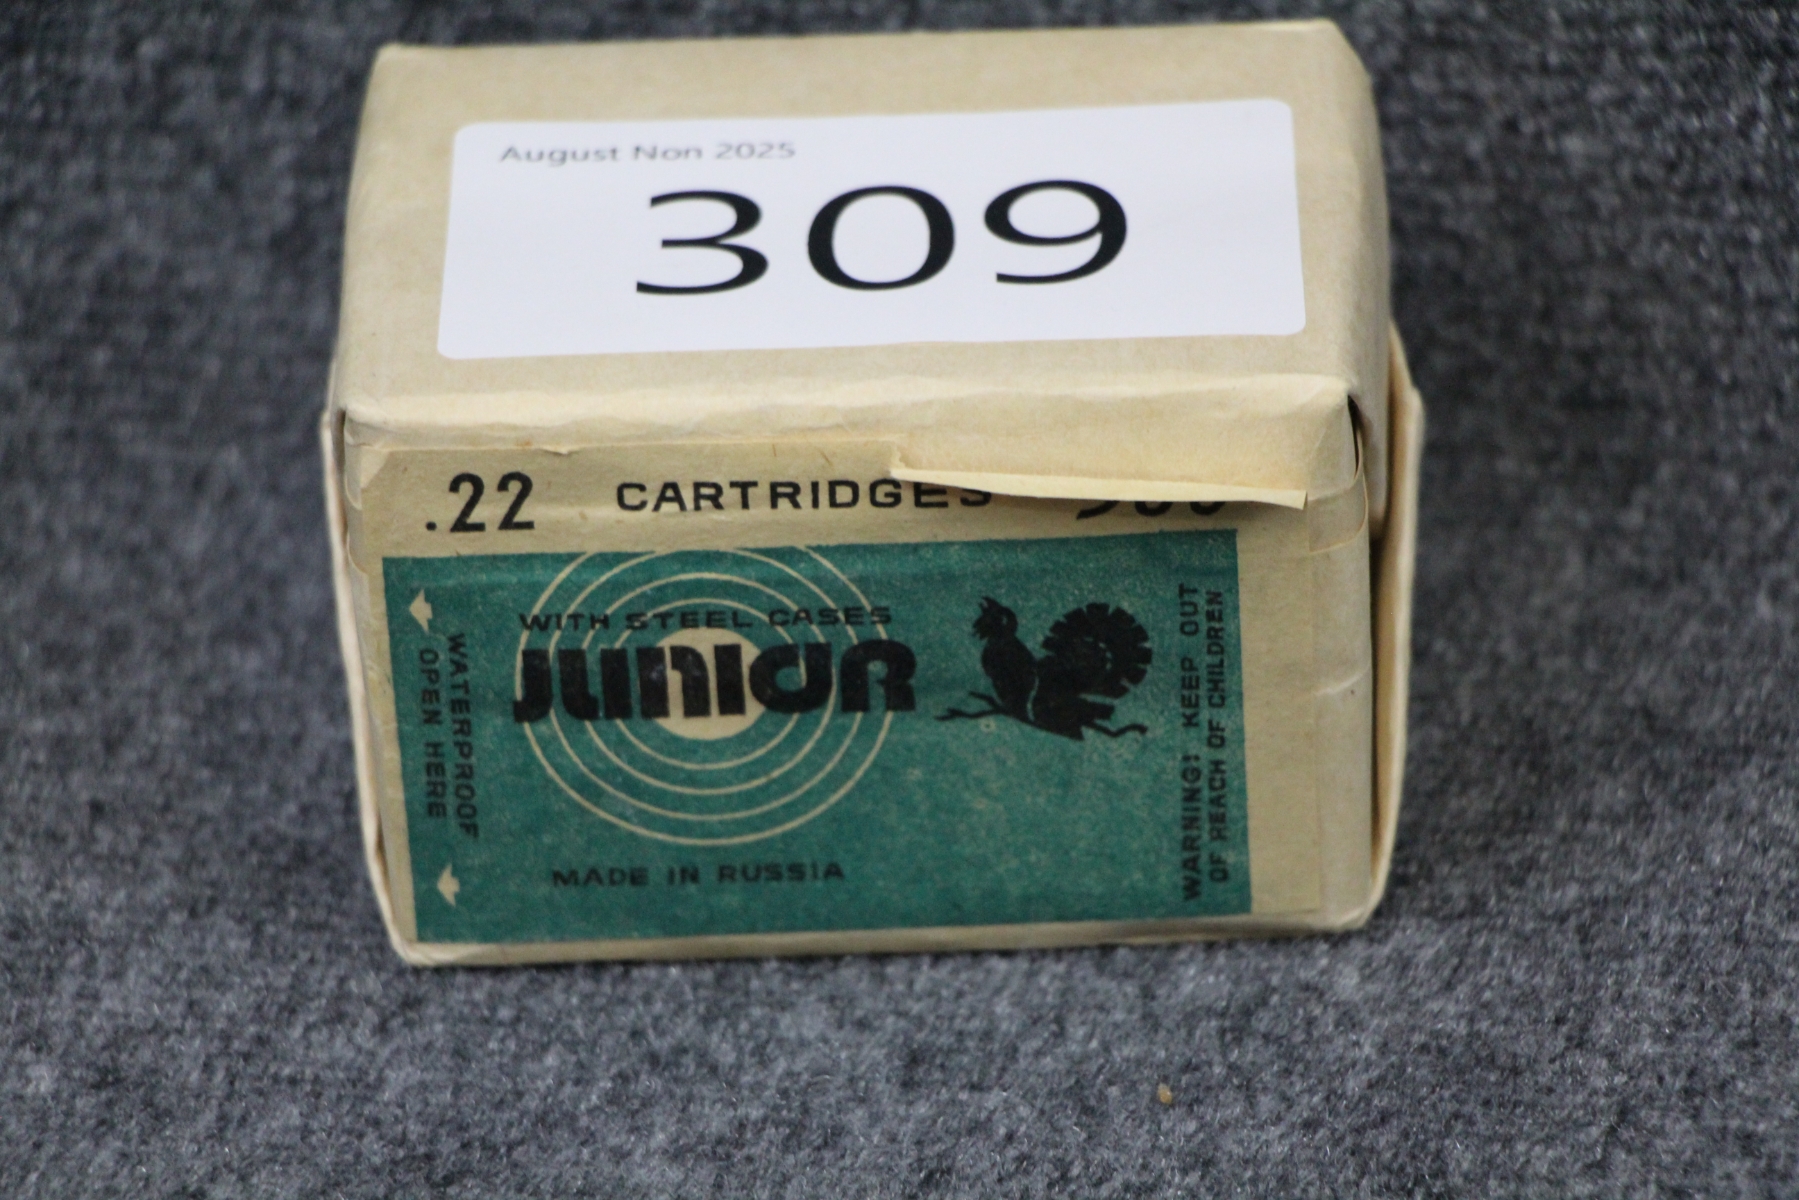 August Non 2025
309
.22 CARTRIDGES
WITH STEEL CASES
JUNIOR
MADE IN RUSSIA
WATERPROOF
OPEN HERE
WARNING! KEEP OUT
OF REACH OF CHILDREN